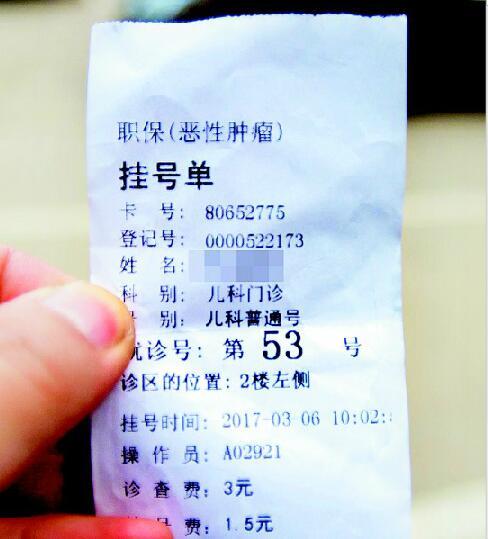 职保(恶性肿瘤)
挂号单
卡 号: 80652775
登记号: 0000522173
姓 名:
科 别: 儿科门诊
别: 儿科普通号
诊号: 第 53 号
诊区的位置: 2楼左侧
挂号时间: 2017-03-06 10:02:
操作员: A02921
诊查费: 3元
费: 1.5元